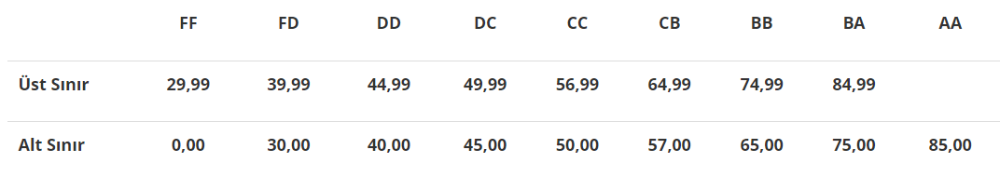 FF FD DD DC CC CB BB BA AA
Üst Sınır 29,99 39,99 44,99 49,99 56,99 64,99 74,99 84,99
Alt Sınır 0,00 30,00 40,00 45,00 50,00 57,00 65,00 75,00 85,00